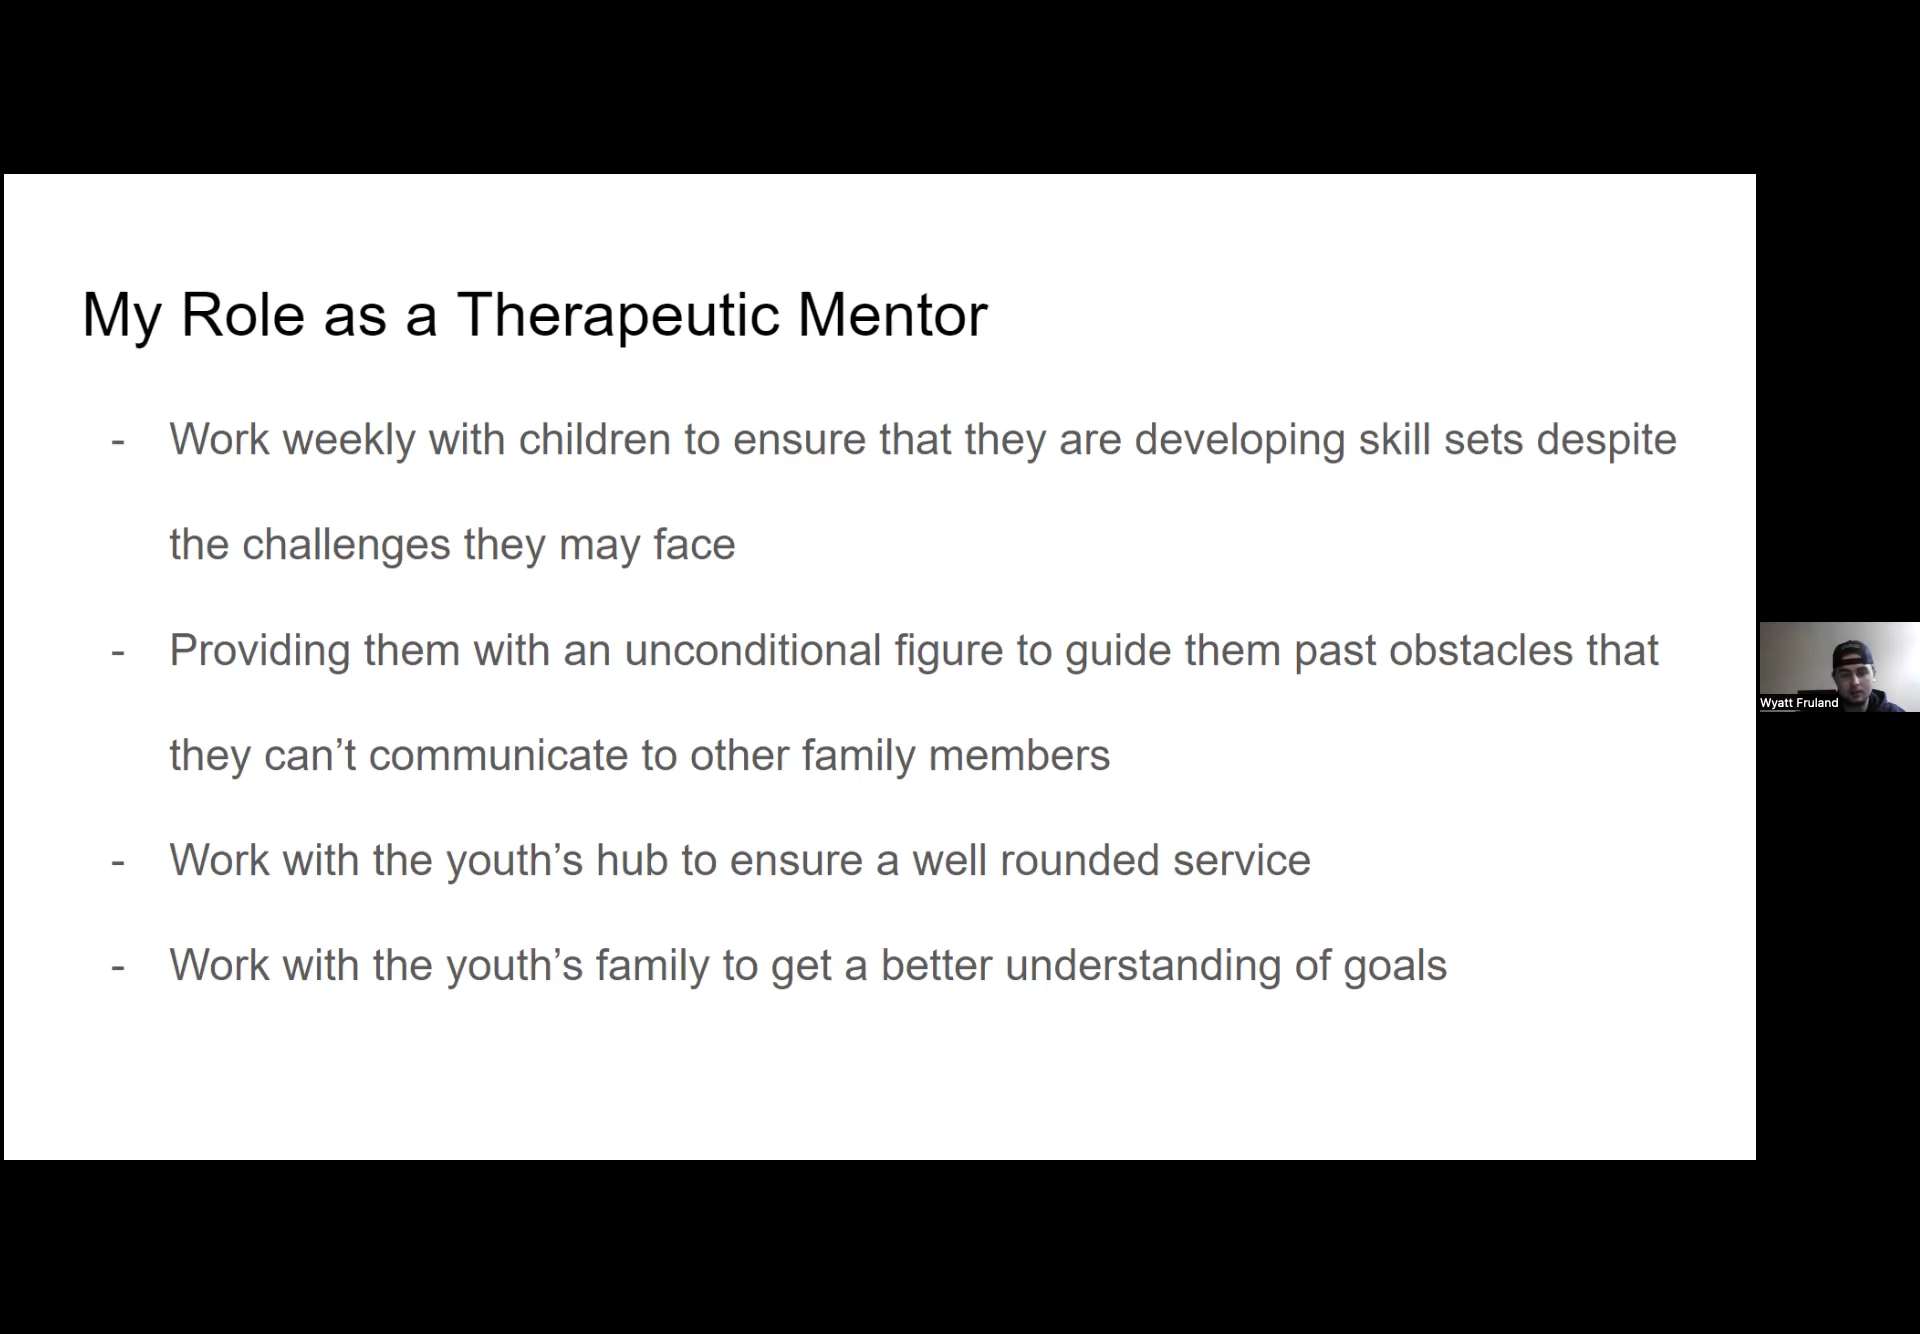 My Role as a Therapeutic Mentor
- Work weekly with children to ensure that they are developing skill sets despite
the challenges they may face
- Providing them with an unconditional figure to guide them past obstacles that
they can’t communicate to other family members
- Work with the youth’s hub to ensure a well rounded service
- Work with the youth’s family to get a better understanding of goals
Wyatt Fruland